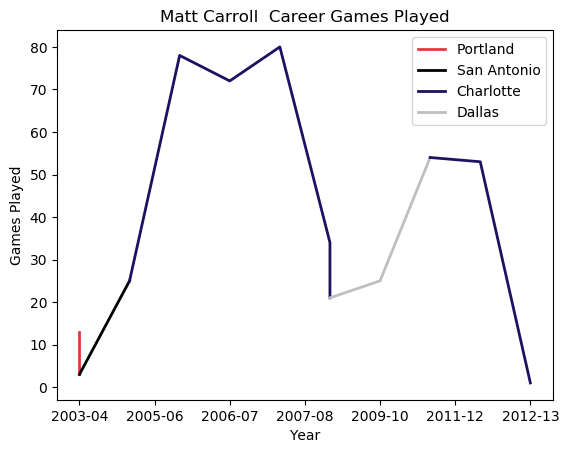 Matt Carroll  Career Games Played
Portland
San Antonio
Charlotte
Dallas
Games Played
80
70
60
50
40
30
20
10
0
2003-04 2005-06 2006-07 2007-08 2009-10 2011-12 2012-13
Year